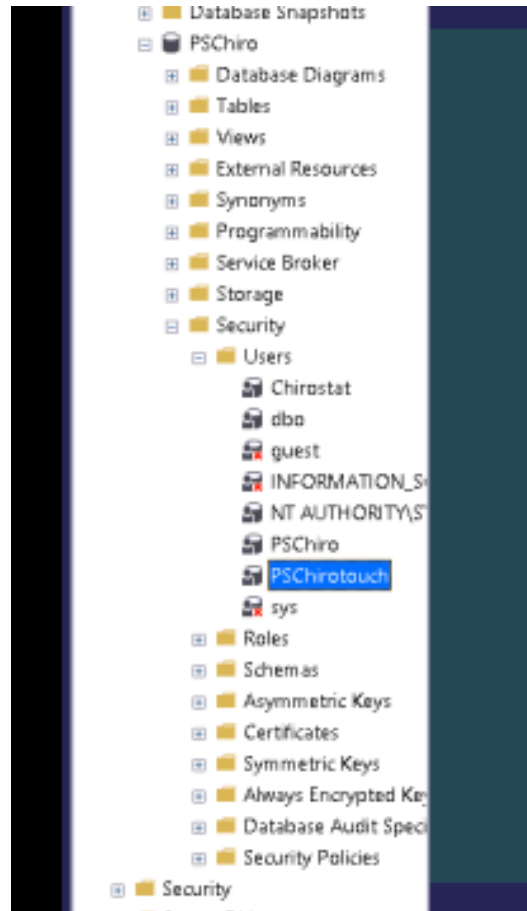 Database Snapshots
PSChiro
Database Diagrams
Tables
Views
External Resources
Synonyms
Programmability
Service Broker
Storage
Security
Users
Chirostat
dbo
guest
INFORMATION_S
NT AUTHORITY\S
PSChiro
PSChirotouch
sys
Roles
Schemas
Asymmetric Keys
Certificates
Symmetric Keys
Always Encrypted Ke
Database Audit Speci
Security Policies
Security